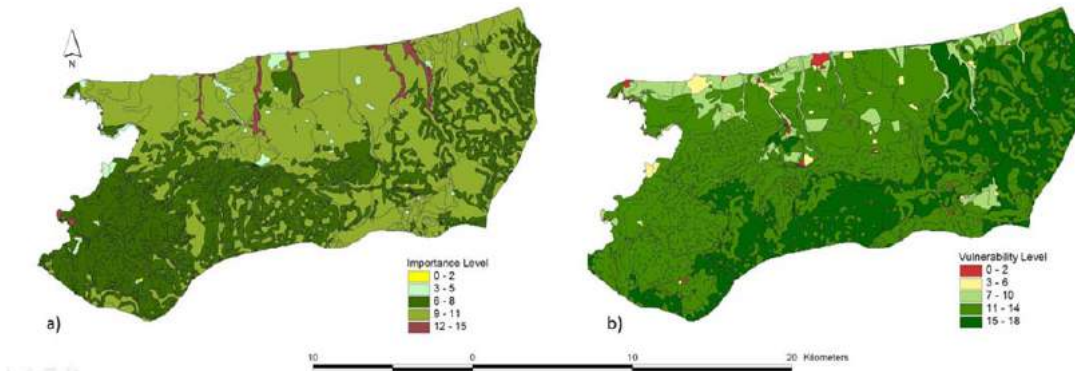 N
Importance Level
0 - 2
3 - 5
6 - 8
9 - 11
12 - 15
a)
Vulnerability Level
0 - 2
3 - 6
7 - 10
11 - 14
15 - 18
b)
10 0 10 20 Kilometers